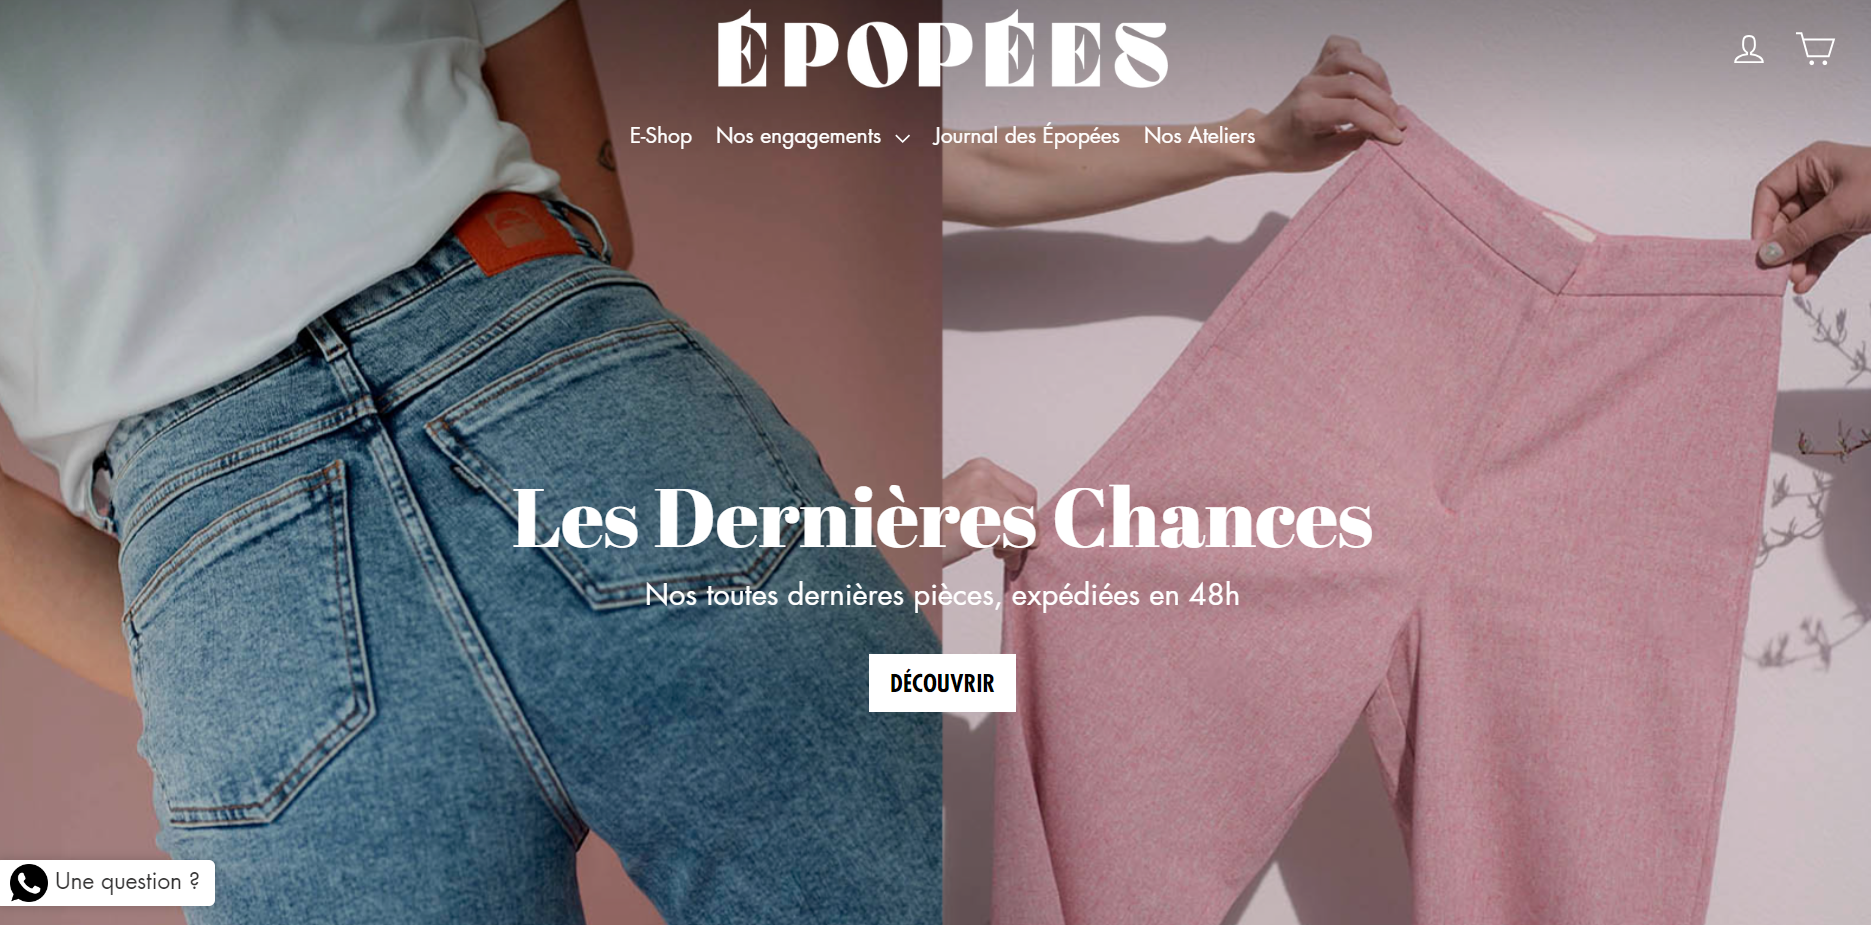 ÉPOPÉES
E-Shop Nos engagements Journal des Épopées Nos Ateliers
Les Dernières Chances
Nos toutes dernières pièces, expédiées en 48h
DÉCOUVRIR
Une question ?